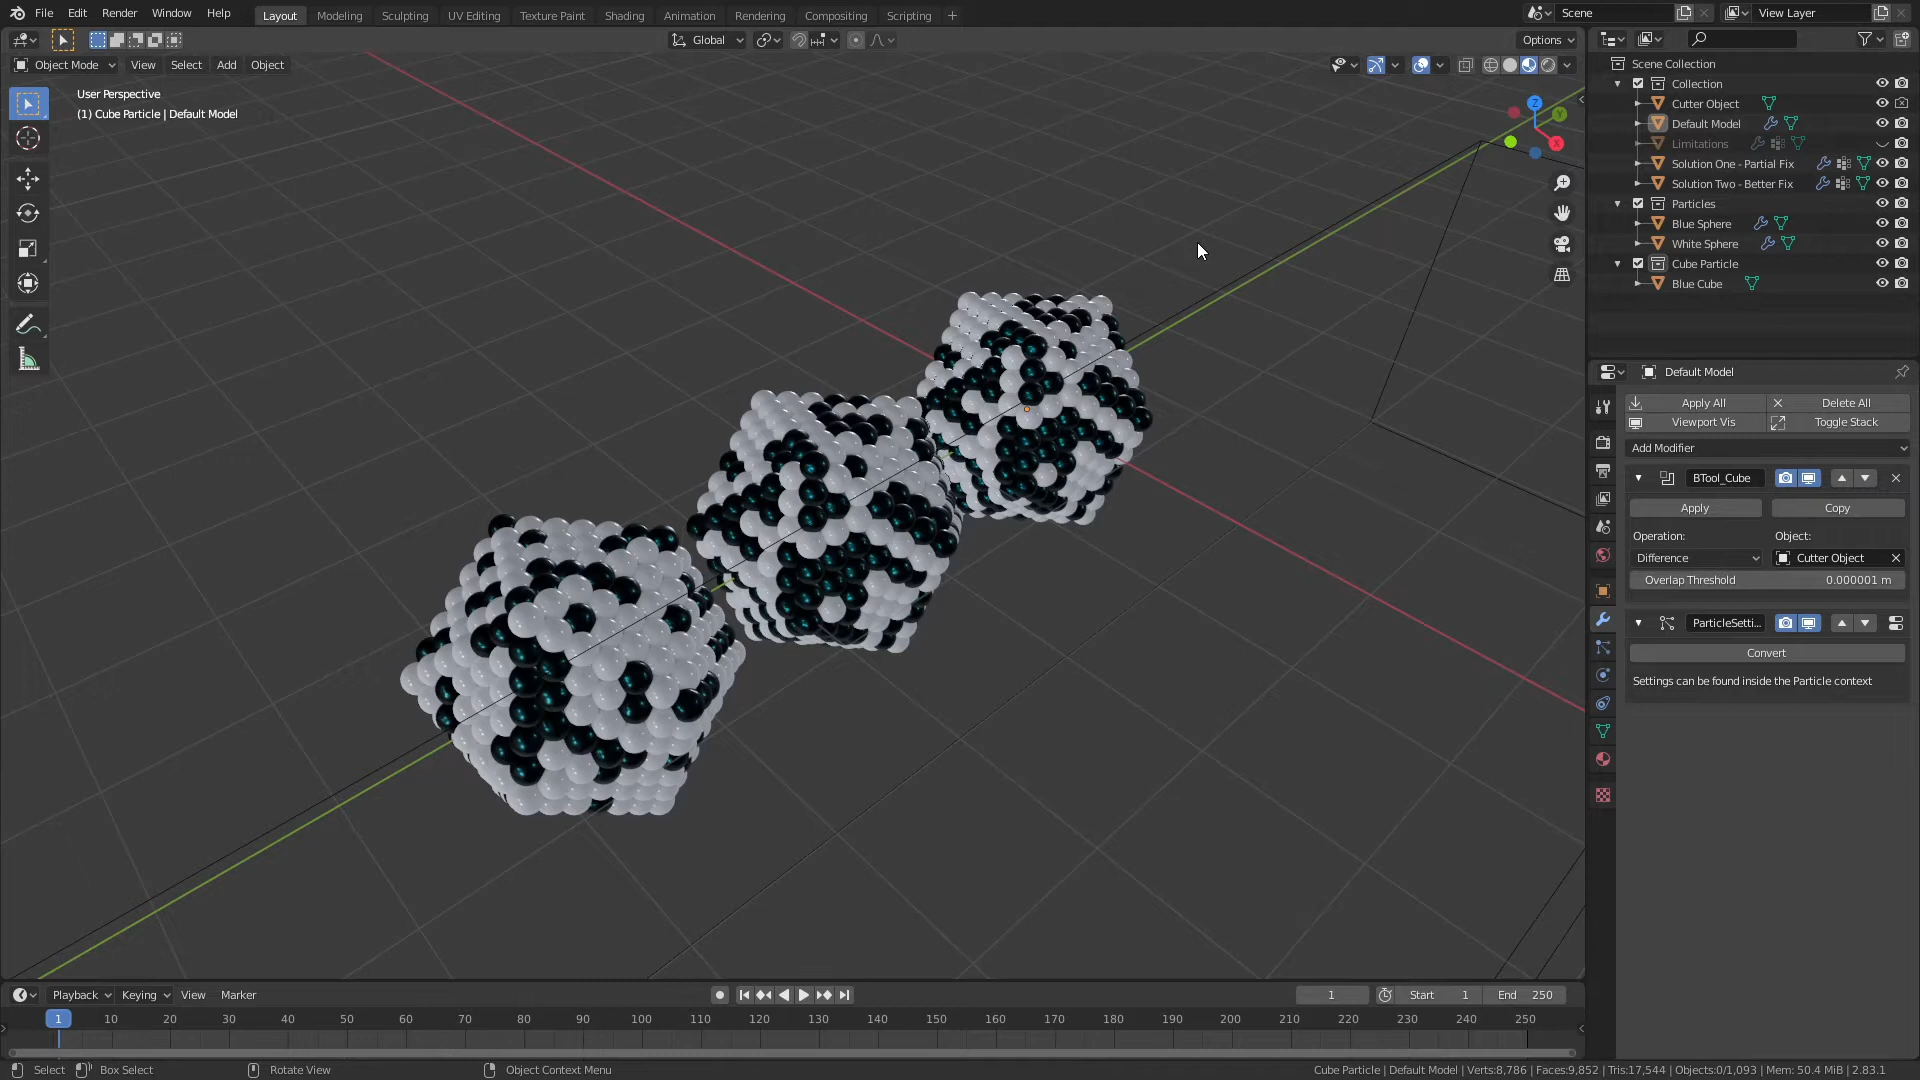 File Edit Render Window Help Layout Modeling Sculpting UV Editing Texture Paint Shading Animation Rendering Compositing Scripting + Scene View Layer
Global Options
Object Mode View Select Add Object
User Perspective
(1) Cube Particle | Default Model
Z
Y
X
Scene Collection
Collection
Cutter Object
Default Model
Limitations
Solution One - Partial Fix
Solution Two - Better Fix
Particles
Blue Sphere
White Sphere
Cube Particle
Blue Cube
Default Model
Apply All Delete All
Viewport Vis Toggle Stack
Add Modifier
BTool_Cube
Apply Copy
Operation: Object:
Difference Cutter Object
Overlap Threshold 0.000001 m
ParticleSetti...
Convert
Settings can be found inside the Particle context
Playback Keying View Marker 1 Start 1 End 250
1 10 20 30 40 50 60 70 80 90 100 110 120 130 140 150 160 170 180 190 200 210 220 230 240 250
Select Box Select Rotate View Object Context Menu Cube Particle | Default Model | Verts:8,786 | Faces:9,852 | Tris:17,544 | Objects:0/1,093 | Mem: 50.4 MiB | 2.83.1